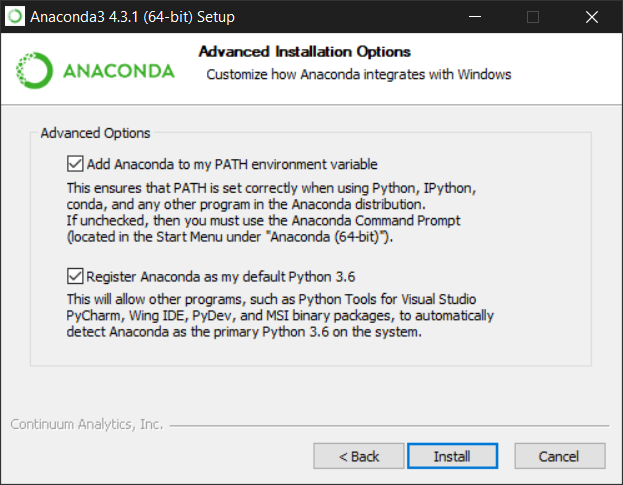 Anaconda3 4.3.1 (64-bit) Setup
Advanced Installation Options
ANACONDA
Customize how Anaconda integrates with Windows
Advanced Options
Add Anaconda to my PATH environment variable
This ensures that PATH is set correctly when using Python, IPython,
conda, and any other program in the Anaconda distribution.
If unchecked, then you must use the Anaconda Command Prompt
(located in the Start Menu under "Anaconda (64-bit)").
Register Anaconda as my default Python 3.6
This will allow other programs, such as Python Tools for Visual Studio
PyCharm, Wing IDE, PyDev, and MSI binary packages, to automatically
detect Anaconda as the primary Python 3.6 on the system.
Continuum Analytics, Inc.
< Back Install Cancel